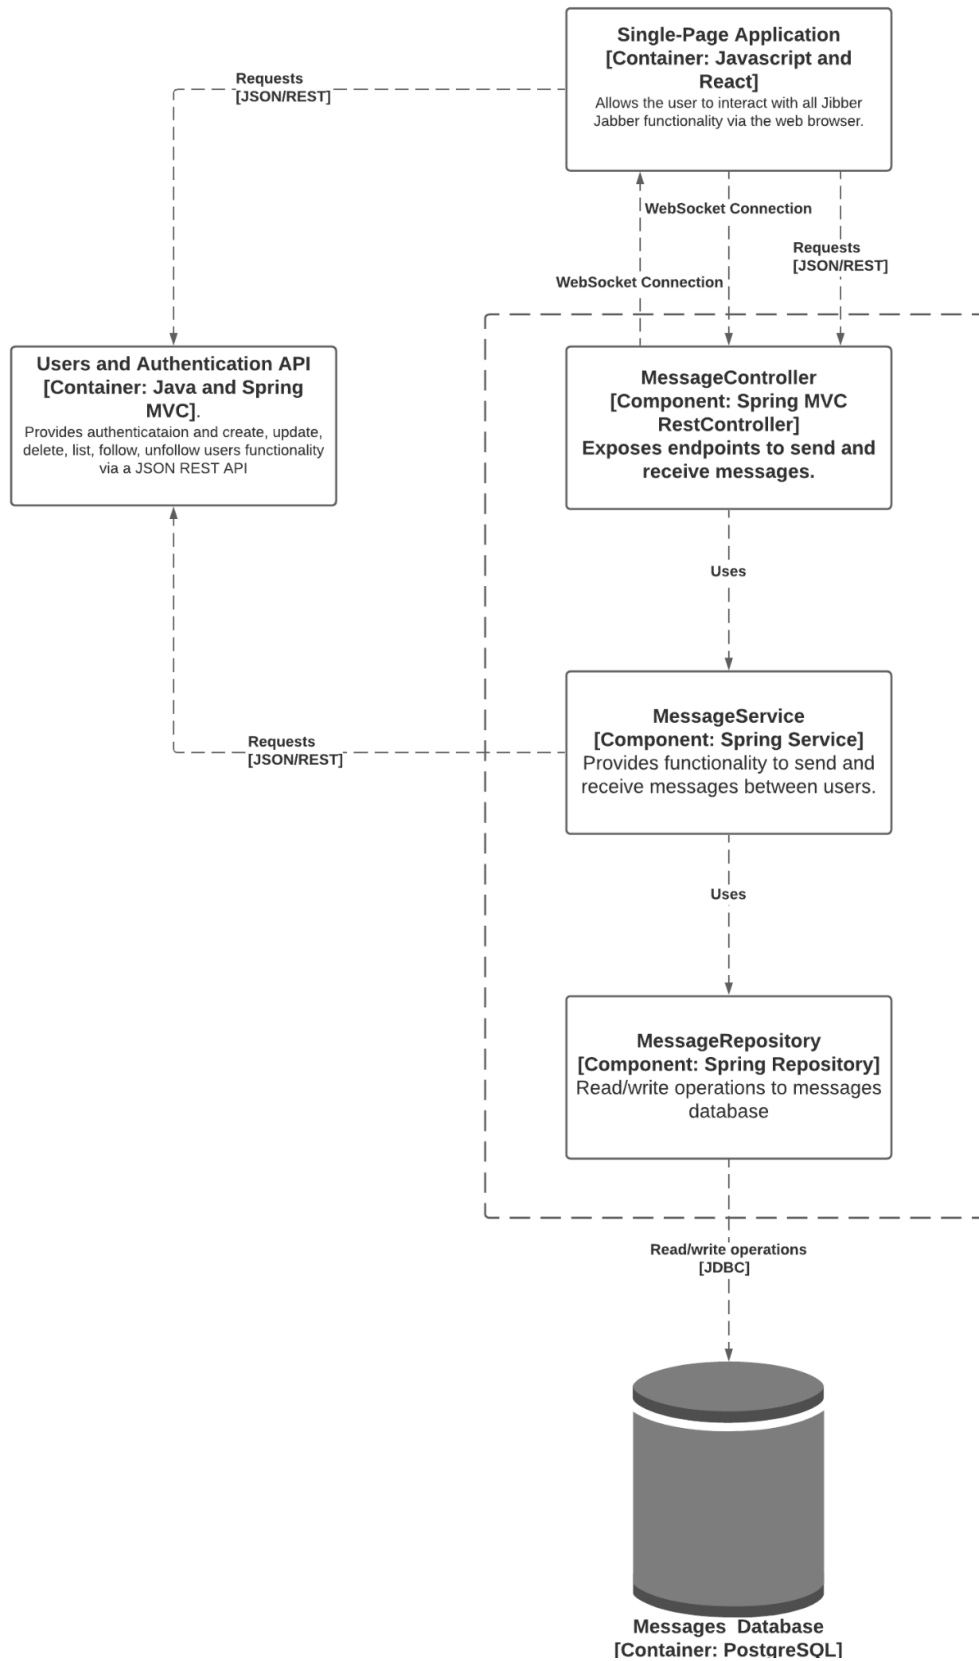 Single-Page Application
[Container: Javascript and
React]
Allows the user to interact with all Jibber
Jabber functionality via the web browser.
Requests
[JSON/REST]
WebSocket Connection
Requests
[JSON/REST]
WebSocket Connection
Users and Authentication API
[Container: Java and Spring
MVC].
Provides authenticataion and create, update,
delete, list, follow, unfollow users functionality
via a JSON REST API
MessageController
[Component: Spring MVC
RestController]
Exposes endpoints to send and
receive messages.
Uses
MessageService
[Component: Spring Service]
Provides functionality to send and
receive messages between users.
Requests
[JSON/REST]
Uses
MessageRepository
[Component: Spring Repository]
Read/write operations to messages
database
Read/write operations
[JDBC]
Messages Database
[Container: PostgreSQL]